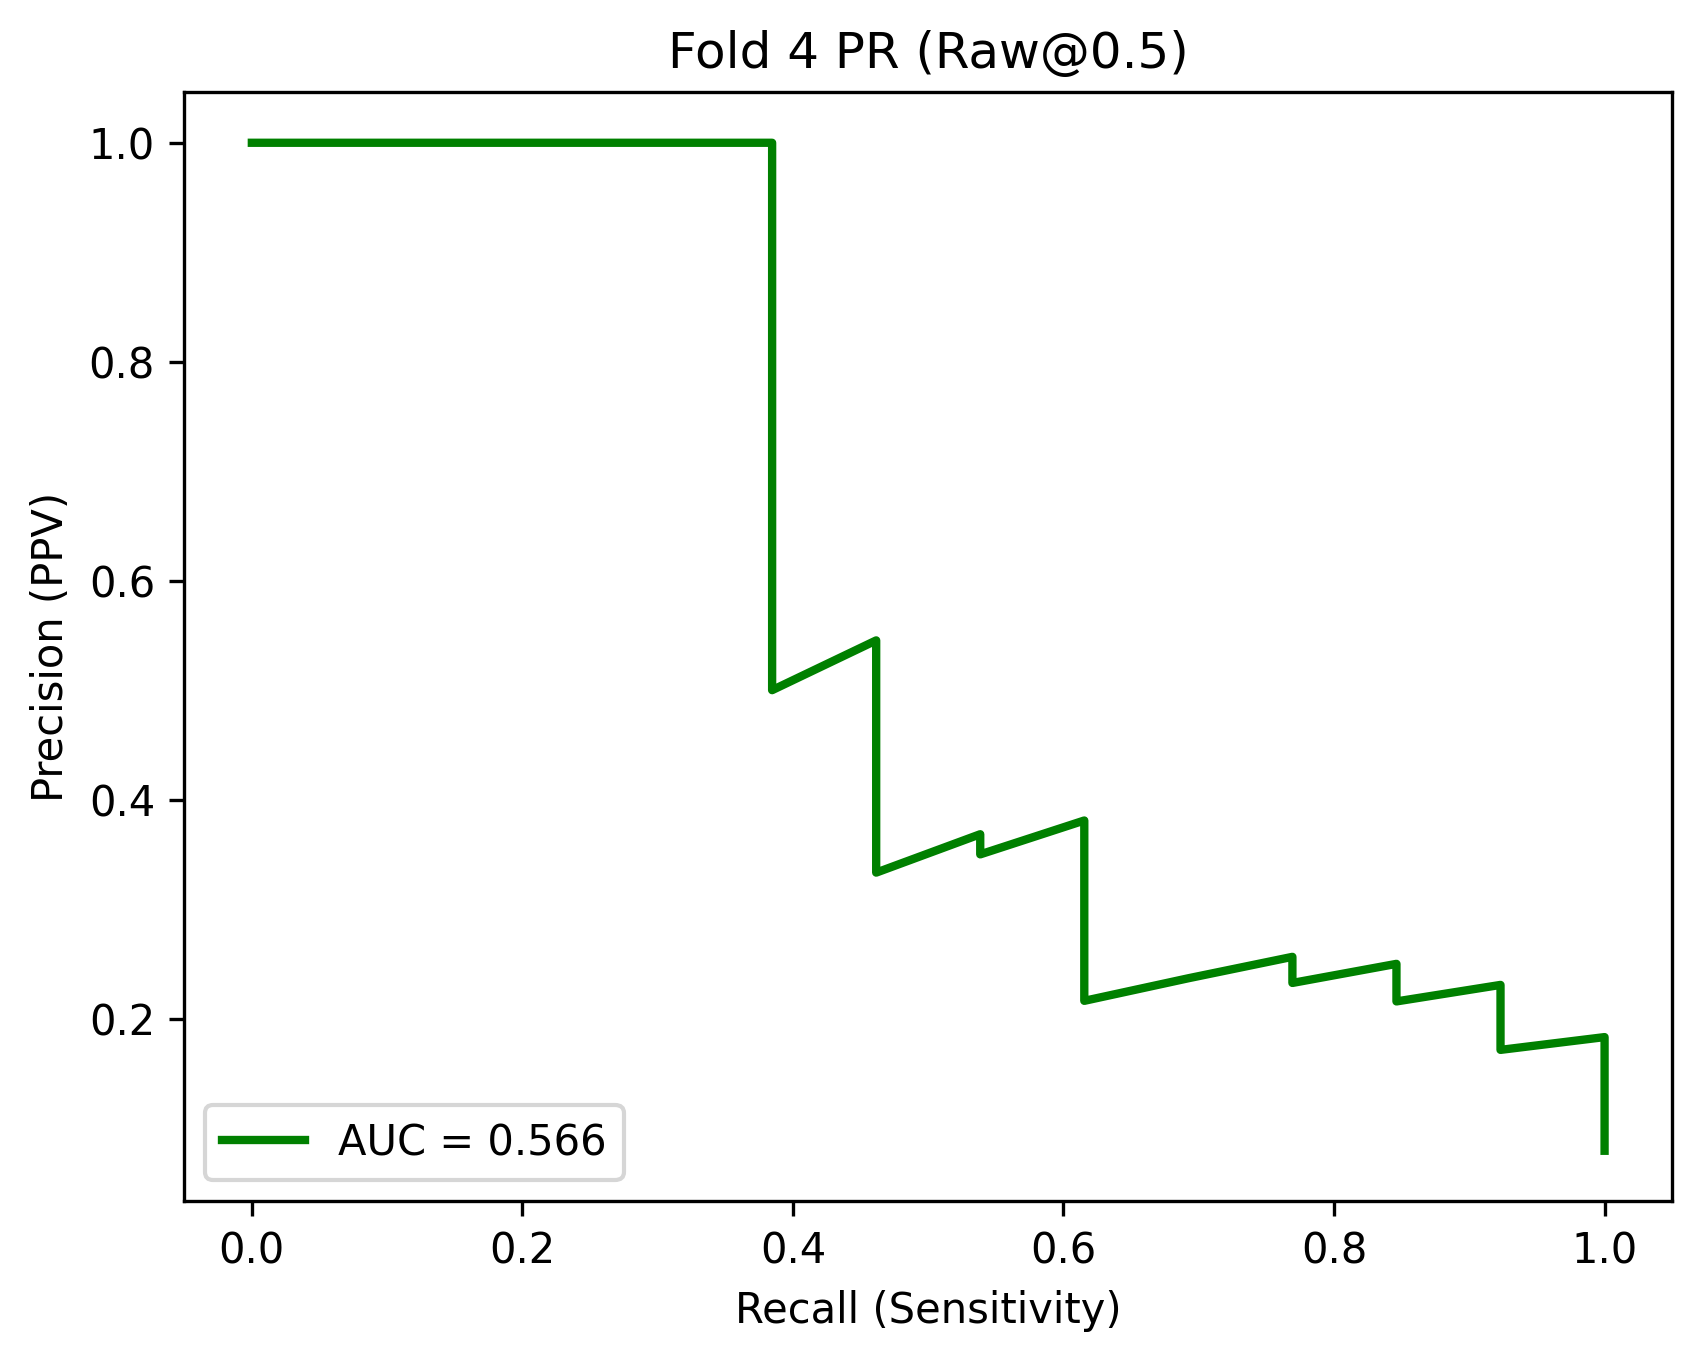 Fold 4 PR (Raw@0.5)
Precision (PPV)
1.0
0.8
0.6
0.4
0.2
AUC = 0.566
0.0 0.2 0.4 0.6 0.8 1.0
Recall (Sensitivity)